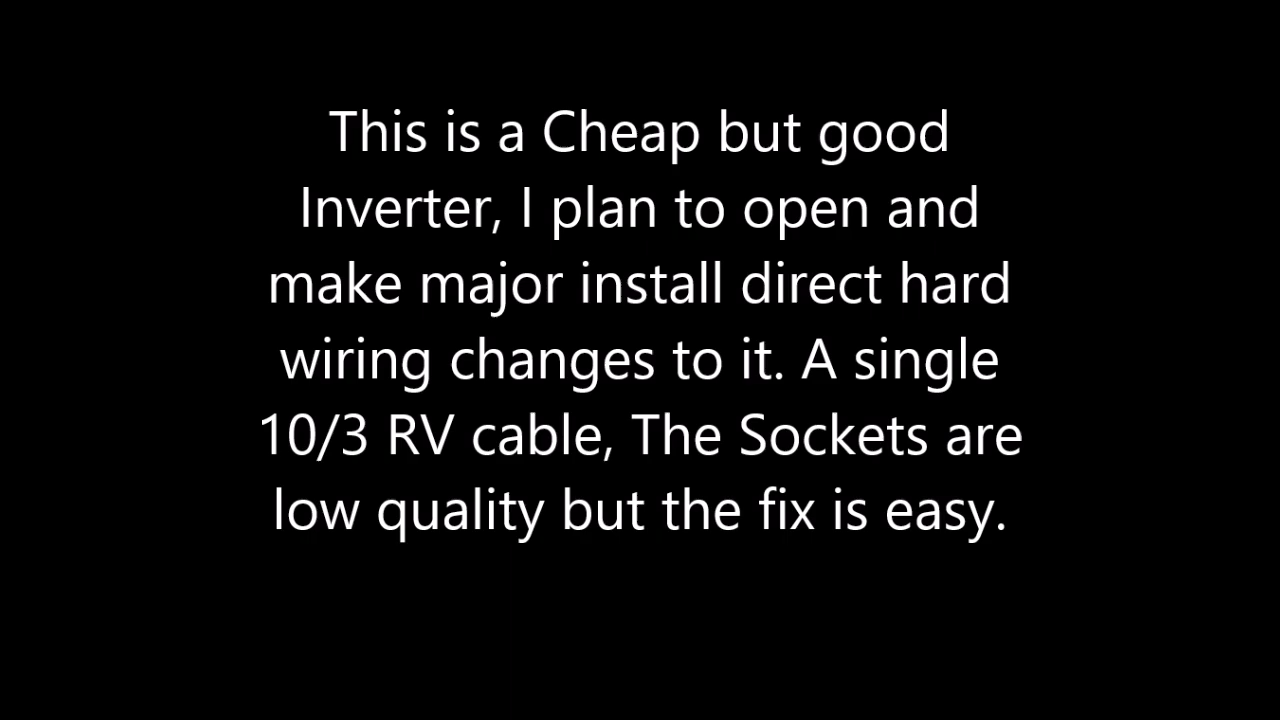 This is a Cheap but good
Inverter, I plan to open and
make major install direct hard
wiring changes to it. A single
10/3 RV cable, The Sockets are
low quality but the fix is easy.